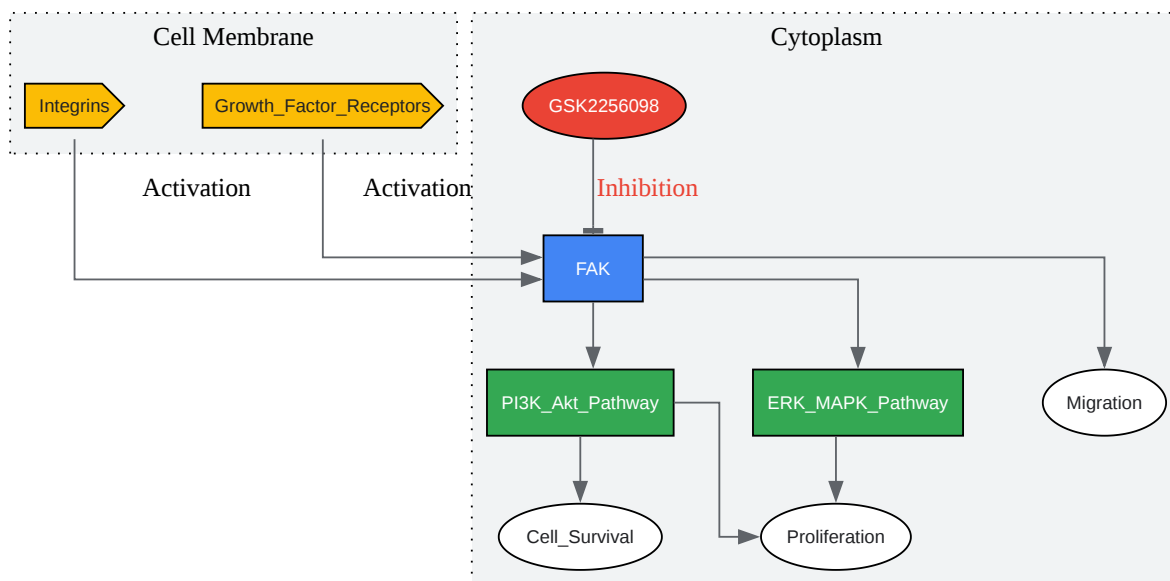 Cell Membrane
Cytoplasm
Integrins
Growth_Factor_Receptors
GSK2256098
Activation
Activation
Inhibition
FAK
PI3K_Akt_Pathway
ERK_MAPK_Pathway
Migration
Cell_Survival
Proliferation